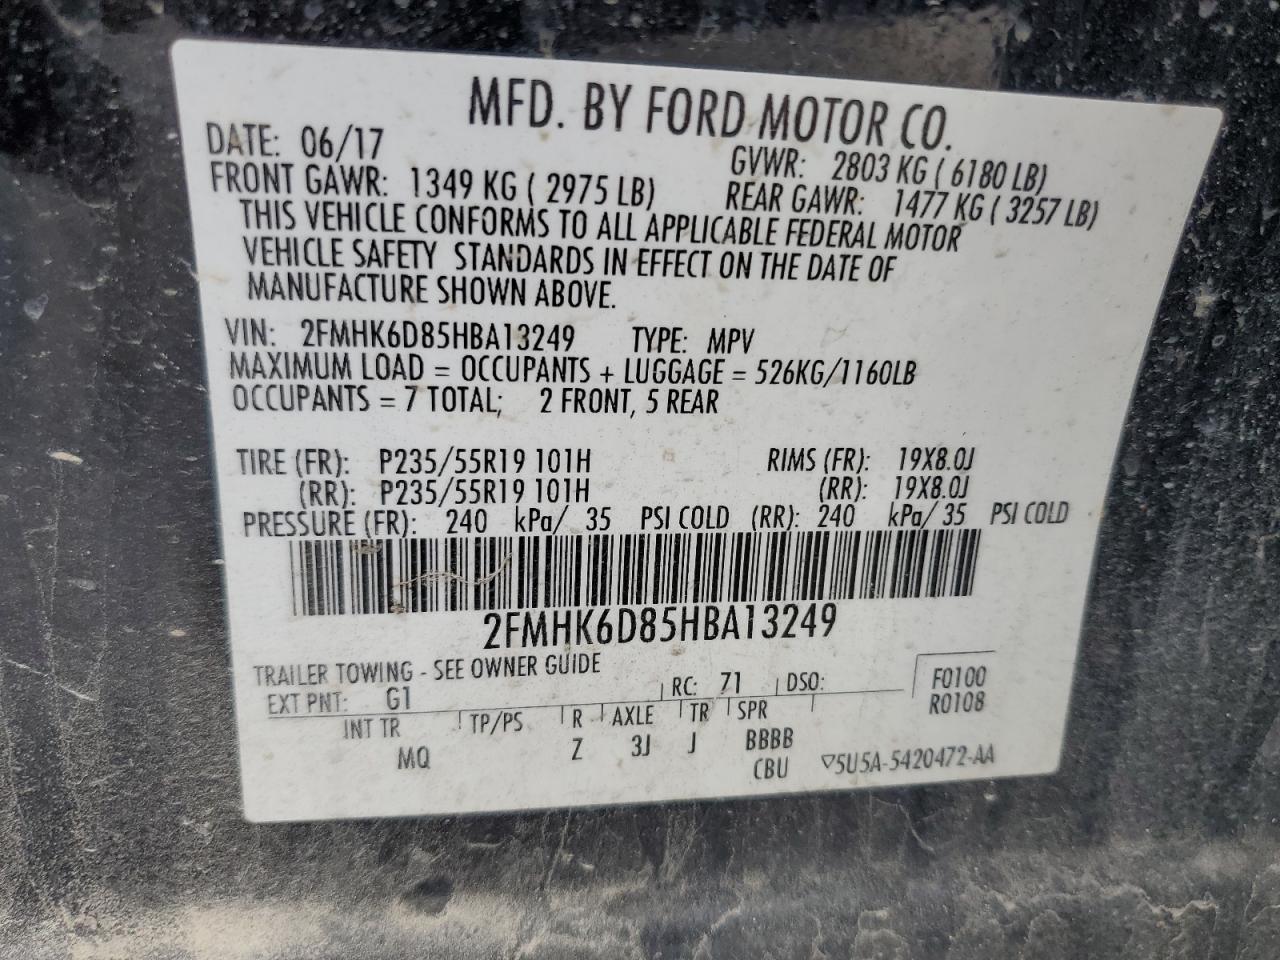 MFD. BY FORD MOTOR CO.
DATE: 06/17 GVWR: 2803 KG ( 6180 LB)
FRONT GAWR: 1349 KG ( 2975 LB) REAR GAWR: 1477 KG ( 3257 LB)
THIS VEHICLE CONFORMS TO ALL APPLICABLE FEDERAL MOTOR
VEHICLE SAFETY STANDARDS IN EFFECT ON THE DATE OF
MANUFACTURE SHOWN ABOVE.
VIN: 2FMHK6D85HBA13249 TYPE: MPV
MAXIMUM LOAD = OCCUPANTS + LUGGAGE = 526KG/1160LB
OCCUPANTS = 7 TOTAL; 2 FRONT, 5 REAR
TIRE (FR): P235/55R19 101H RIMS (FR): 19X8.0J
(RR): P235/55R19 101H (RR): 19X8.0J
PRESSURE (FR): 240 kPa/ 35 PSI COLD (RR): 240 kPa/ 35 PSI COLD
2FMHK6D85HBA13249
TRAILER TOWING - SEE OWNER GUIDE
EXT PNT: G1 RC: 71 DSO: F0100
R0108
INT TR TP/PS R AXLE TR SPR
MQ Z 3J J BBBB
CBU ▽5U5A-5420472-AA